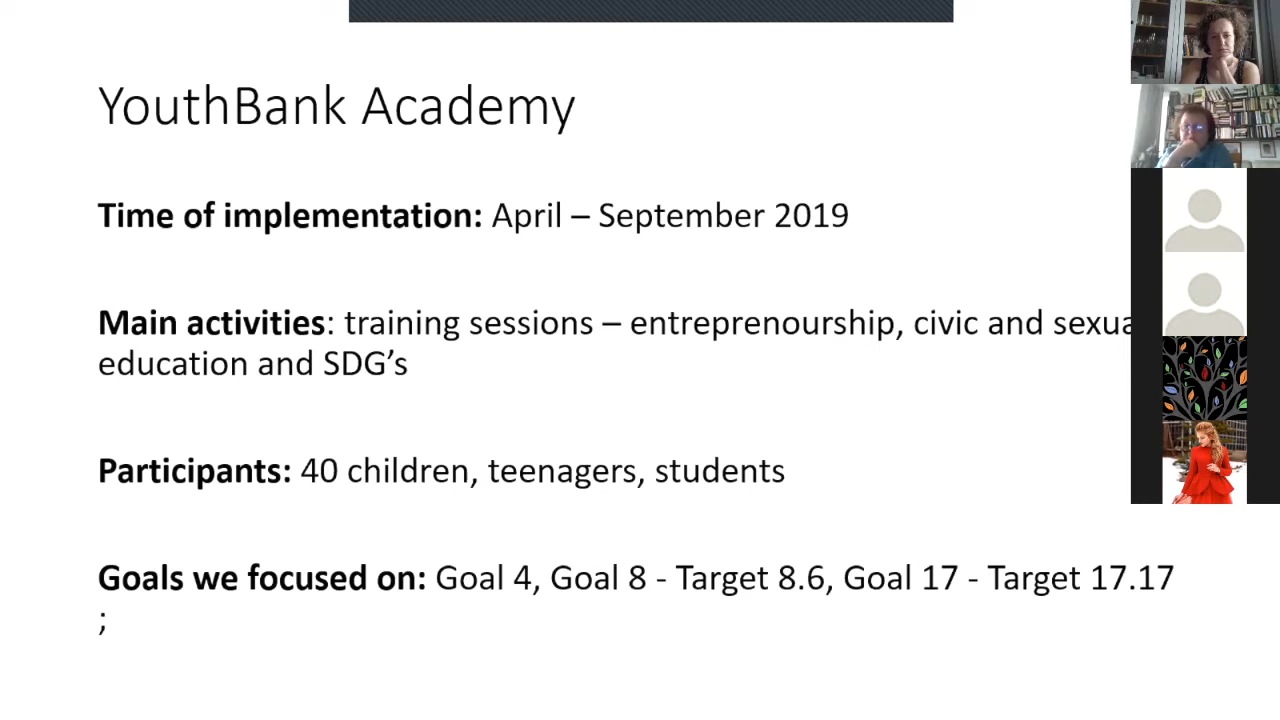 YouthBank Academy
Time of implementation: April – September 2019
Main activities: training sessions – entreprenourship, civic and sexua
education and SDG’s
Participants: 40 children, teenagers, students
Goals we focused on: Goal 4, Goal 8 - Target 8.6, Goal 17 - Target 17.17
;